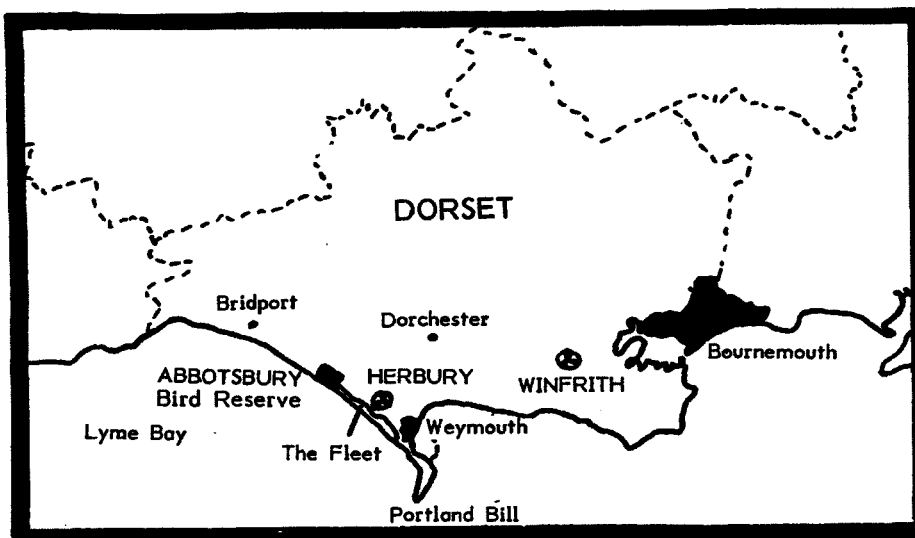 DORSET
Bridport
Dorchester
Bournemouth
ABBOTSBURY
Bird Reserve
HERBURY
WINFRITH
Lyme Bay
The Fleet
Weymouth
Portland Bill